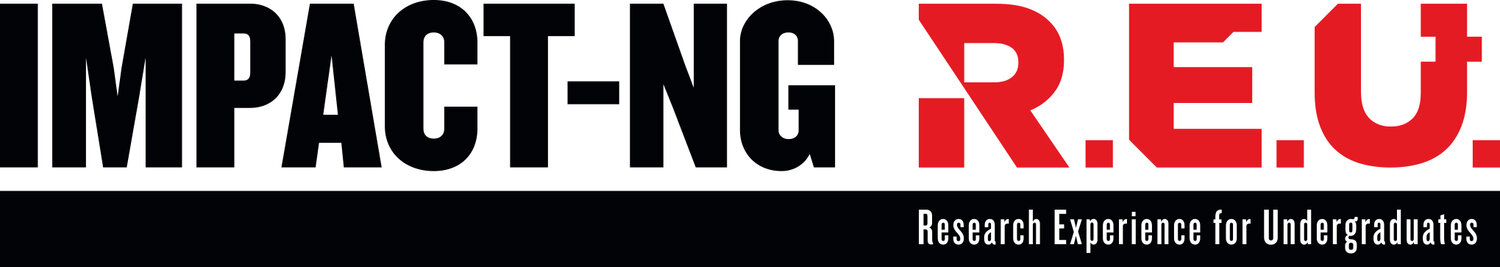 IMPACT-NG R.E.U.
Research Experience for Undergraduates